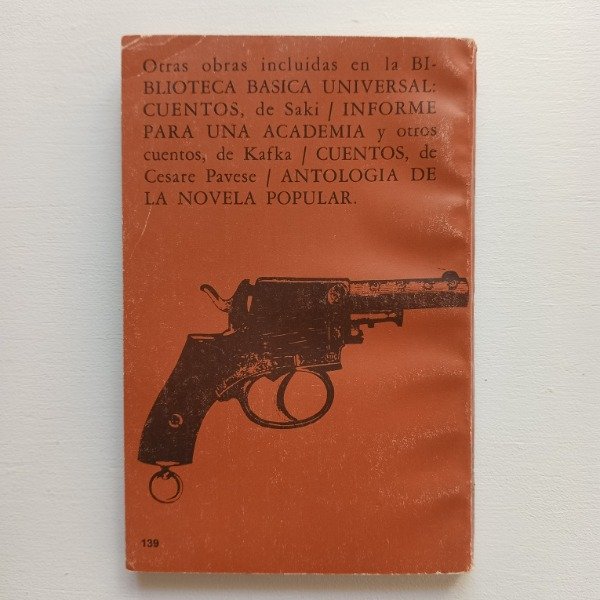 Otras obras incluídas en la BI-
BLIOTECA BASICA UNIVERSAL:
CUENTOS, de Saki / INFORME
PARA UNA ACADEMIA y otros
cuentos, de Kafka / CUENTOS, de
Cesare Pavese / ANTOLOGIA DE
LA NOVELA POPULAR.
139